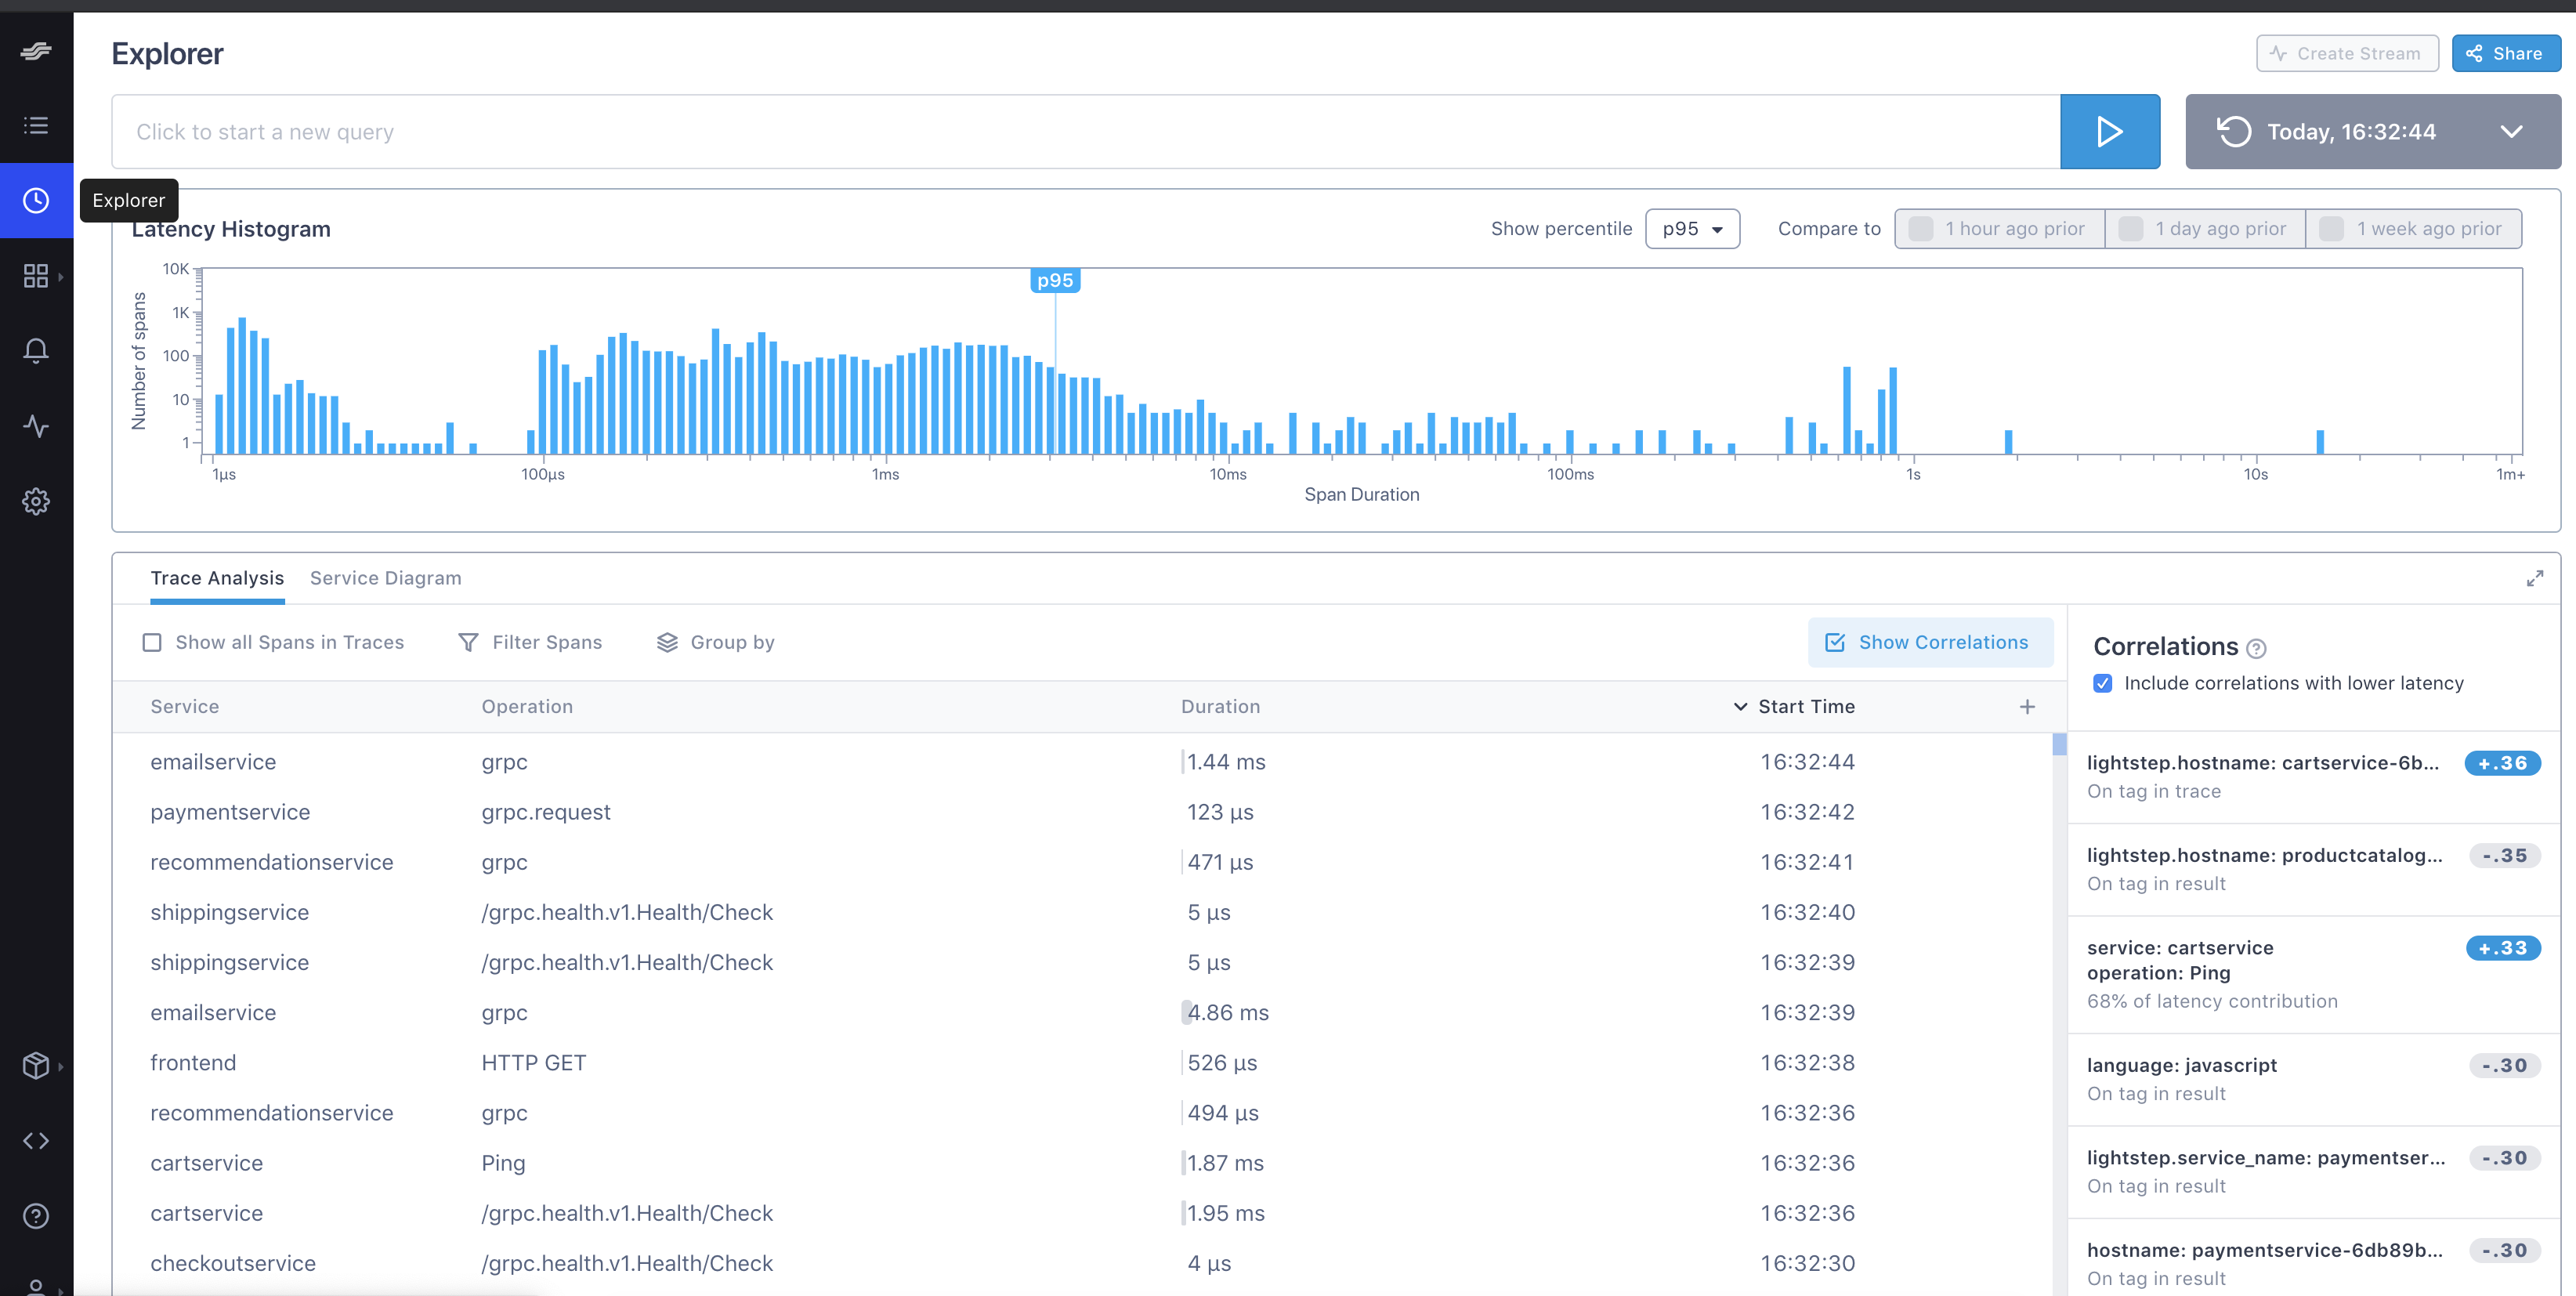 Explorer
Create Stream
Share
Click to start a new query
Today, 16:32:44
Explorer
Latency Histogram
Show percentile
p95
Compare to
1 hour ago prior
1 day ago prior
1 week ago prior
Number of spans
10K
1K
100
10
1
p95
1μs
100μs
1ms
10ms
100ms
1s
10s
1m+
Span Duration
Trace Analysis
Service Diagram
Show all Spans in Traces
Filter Spans
Group by
Show Correlations
Service Operation Duration Start Time +
emailservice grpc 1.44 ms 16:32:44
paymentservice grpc.request 123 μs 16:32:42
recommendationservice grpc 471 μs 16:32:41
shippingservice /grpc.health.v1.Health/Check 5 μs 16:32:40
shippingservice /grpc.health.v1.Health/Check 5 μs 16:32:39
emailservice grpc 4.86 ms 16:32:39
frontend HTTP GET 526 μs 16:32:38
recommendationservice grpc 494 μs 16:32:36
cartservice Ping 1.87 ms 16:32:36
cartservice /grpc.health.v1.Health/Check 1.95 ms 16:32:36
checkoutservice /grpc.health.v1.Health/Check 4 μs 16:32:30
Correlations ?
Include correlations with lower latency
lightstep.hostname: cartservice-6b... +.36
On tag in trace
lightstep.hostname: productcatalog... -.35
On tag in result
service: cartservice +.33
operation: Ping
68% of latency contribution
language: javascript -.30
On tag in result
lightstep.service_name: paymentser... -.30
On tag in result
hostname: paymentservice-6db89b... -.30
On tag in result